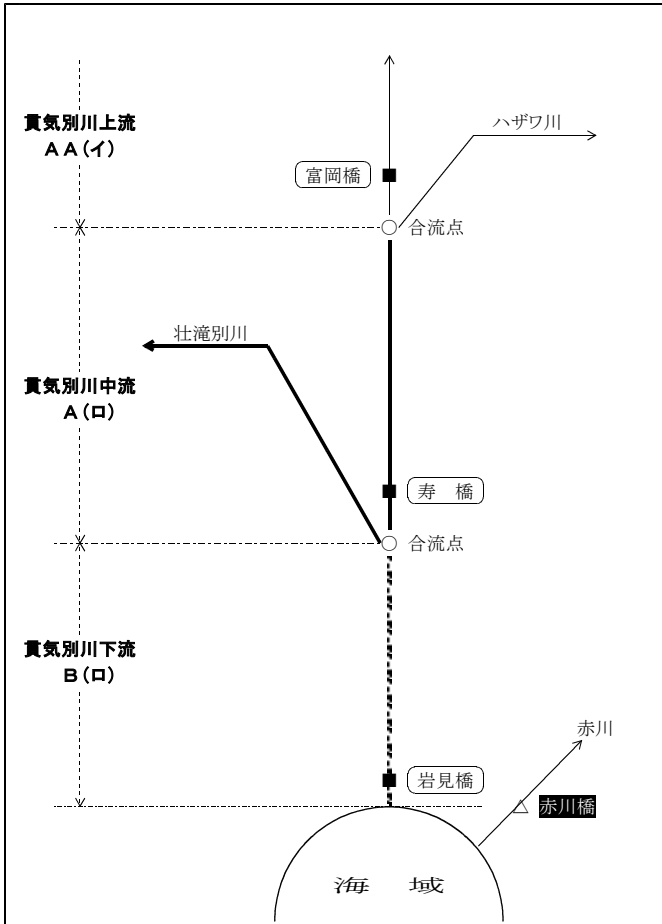 貫気別川上流
ＡＡ(イ)
ハザワ川
富岡橋
合流点
壮滝別川
貫気別川中流
Ａ(ロ)
寿　橋
合流点
貫気別川下流
Ｂ(ロ)
赤川
岩見橋
赤川橋
海　域